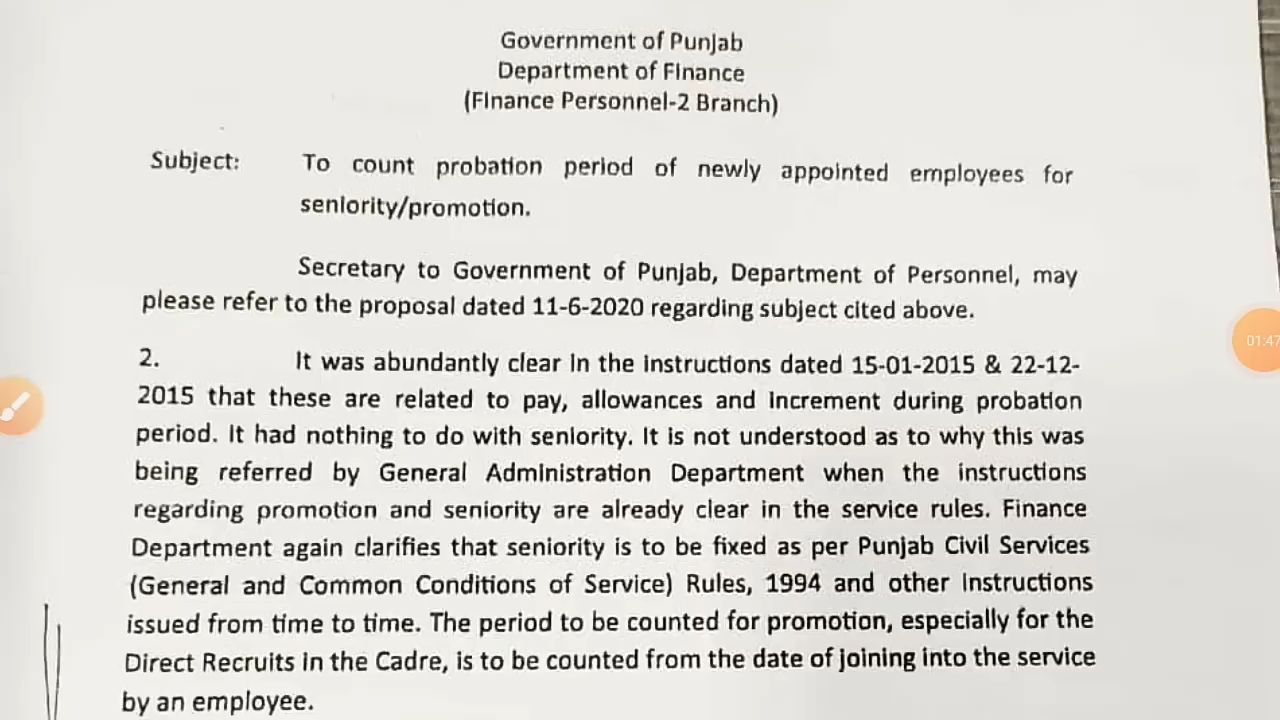 Government of Punjab
Department of Finance
(Finance Personnel-2 Branch)
Subject: To count probation period of newly appointed employees for
seniority/promotion.
Secretary to Government of Punjab, Department of Personnel, may
please refer to the proposal dated 11-6-2020 regarding subject cited above.
2. It was abundantly clear in the instructions dated 15-01-2015 & 22-12-
2015 that these are related to pay, allowances and increment during probation
period. It had nothing to do with seniority. It is not understood as to why this was
being referred by General Administration Department when the instructions
regarding promotion and seniority are already clear in the service rules. Finance
Department again clarifies that seniority is to be fixed as per Punjab Civil Services
(General and Common Conditions of Service) Rules, 1994 and other instructions
issued from time to time. The period to be counted for promotion, especially for the
Direct Recruits in the Cadre, is to be counted from the date of joining into the service
by an employee.
01:47